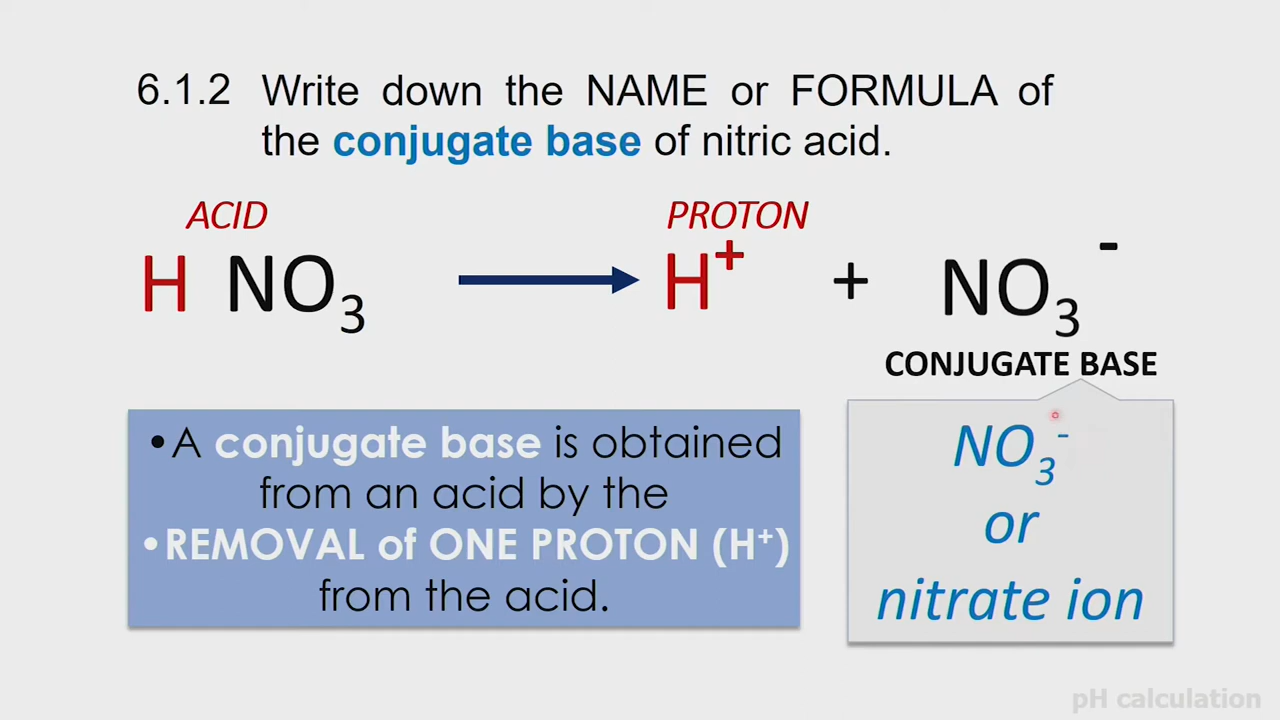 6.1.2 Write down the NAME or FORMULA of
the conjugate base of nitric acid.
ACID PROTON
H NO₃ → H⁺ + NO₃⁻
CONJUGATE BASE
•A conjugate base is obtained
from an acid by the
•REMOVAL of ONE PROTON (H⁺)
from the acid.
NO₃⁻
or
nitrate ion
pH calculation